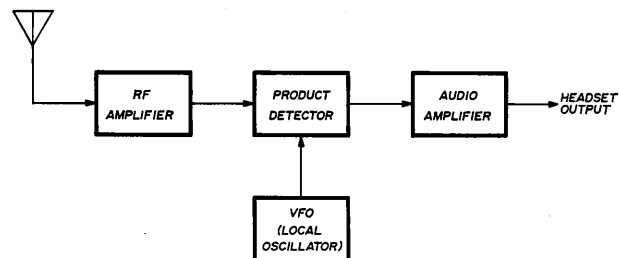 RF
AMPLIFIER
PRODUCT
DETECTOR
AUDIO
AMPLIFIER
HEADSET
OUTPUT
VFO
(LOCAL
OSCILLATOR)